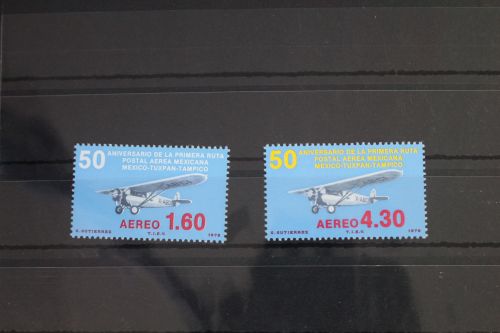 50 ANIVERSARIO DE LA PRIMERA RUTA
POSTAL AEREA MEXICANA
MEXICO-TUXPAN-TAMPICO
AEREO 1.60
S. GUTIERREZ T.I.E.V. 1978
50 ANIVERSARIO DE LA PRIMERA RUTA
POSTAL AEREA MEXICANA
MEXICO-TUXPAN-TAMPICO
AEREO 4.30
S. GUTIERREZ T.I.E.V. 1978